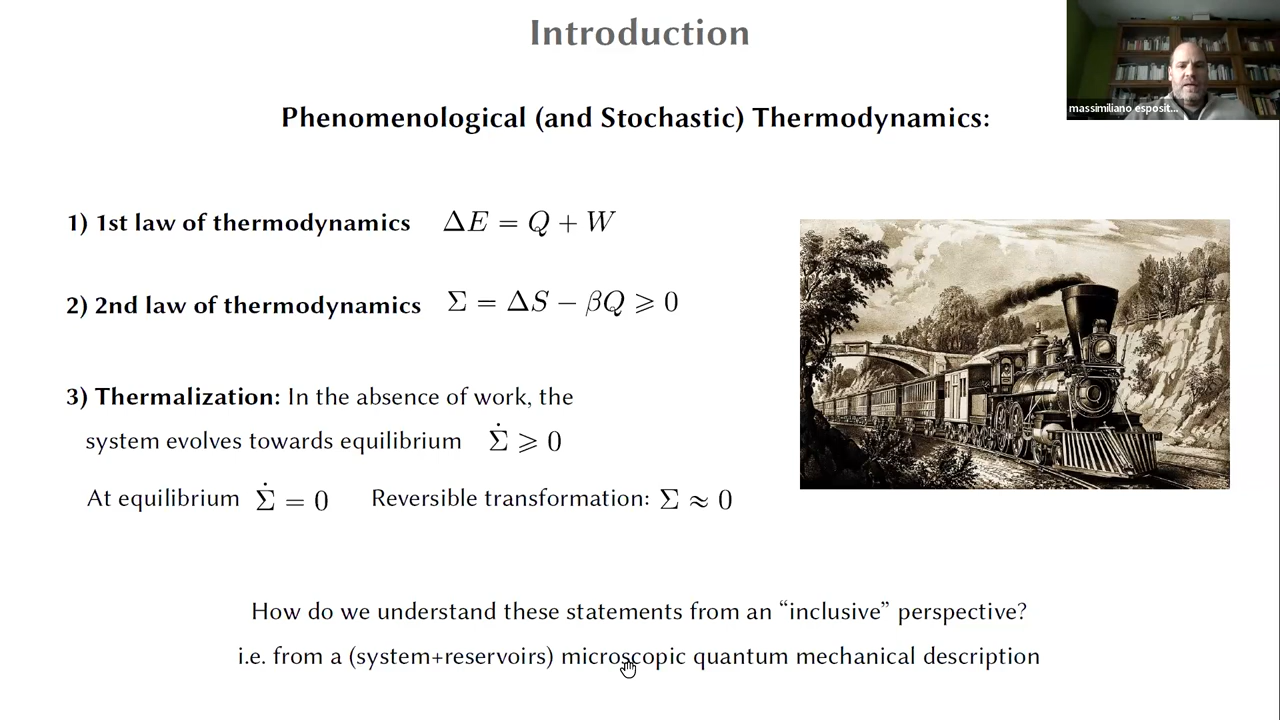 Introduction
massimiliano esposit...
Phenomenological (and Stochastic) Thermodynamics:
1) 1st law of thermodynamics ΔE = Q + W
2) 2nd law of thermodynamics Σ = ΔS − βQ ⩾ 0
3) Thermalization: In the absence of work, the
system evolves towards equilibrium Σ̇ ⩾ 0
At equilibrium Σ̇ = 0 Reversible transformation: Σ ≈ 0
How do we understand these statements from an “inclusive” perspective?
i.e. from a (system+reservoirs) microscopic quantum mechanical description